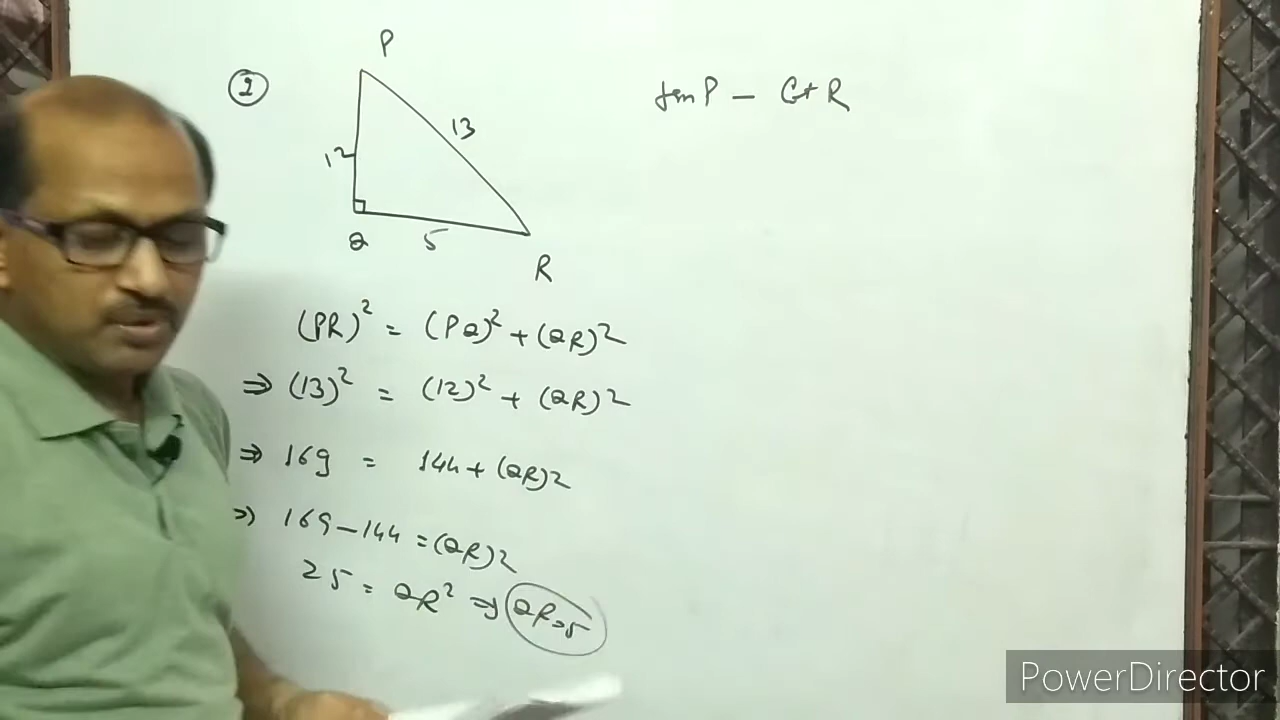 2
P
tan P - Cot R
13
12
Q 5
R
(PR)² = (PQ)² + (QR)²
⇒ (13)² = (12)² + (QR)²
⇒ 169 = 144 + (QR)²
⇒ 169 - 144 = (QR)²
25 = QR² ⇒ QR = 5
PowerDirector